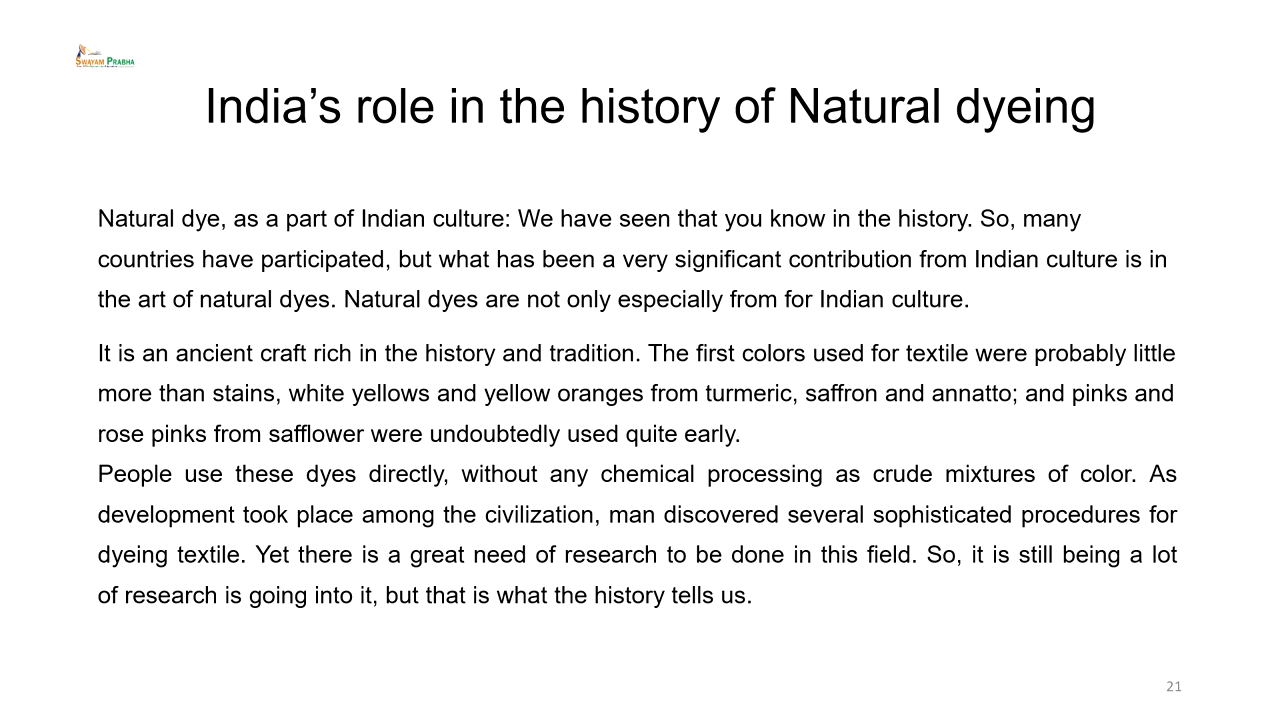 SWAYAM PRABHA
India’s role in the history of Natural dyeing
Natural dye, as a part of Indian culture: We have seen that you know in the history. So, many
countries have participated, but what has been a very significant contribution from Indian culture is in
the art of natural dyes. Natural dyes are not only especially from for Indian culture.
It is an ancient craft rich in the history and tradition. The first colors used for textile were probably little
more than stains, white yellows and yellow oranges from turmeric, saffron and annatto; and pinks and
rose pinks from safflower were undoubtedly used quite early.
People use these dyes directly, without any chemical processing as crude mixtures of color. As
development took place among the civilization, man discovered several sophisticated procedures for
dyeing textile. Yet there is a great need of research to be done in this field. So, it is still being a lot
of research is going into it, but that is what the history tells us.
21